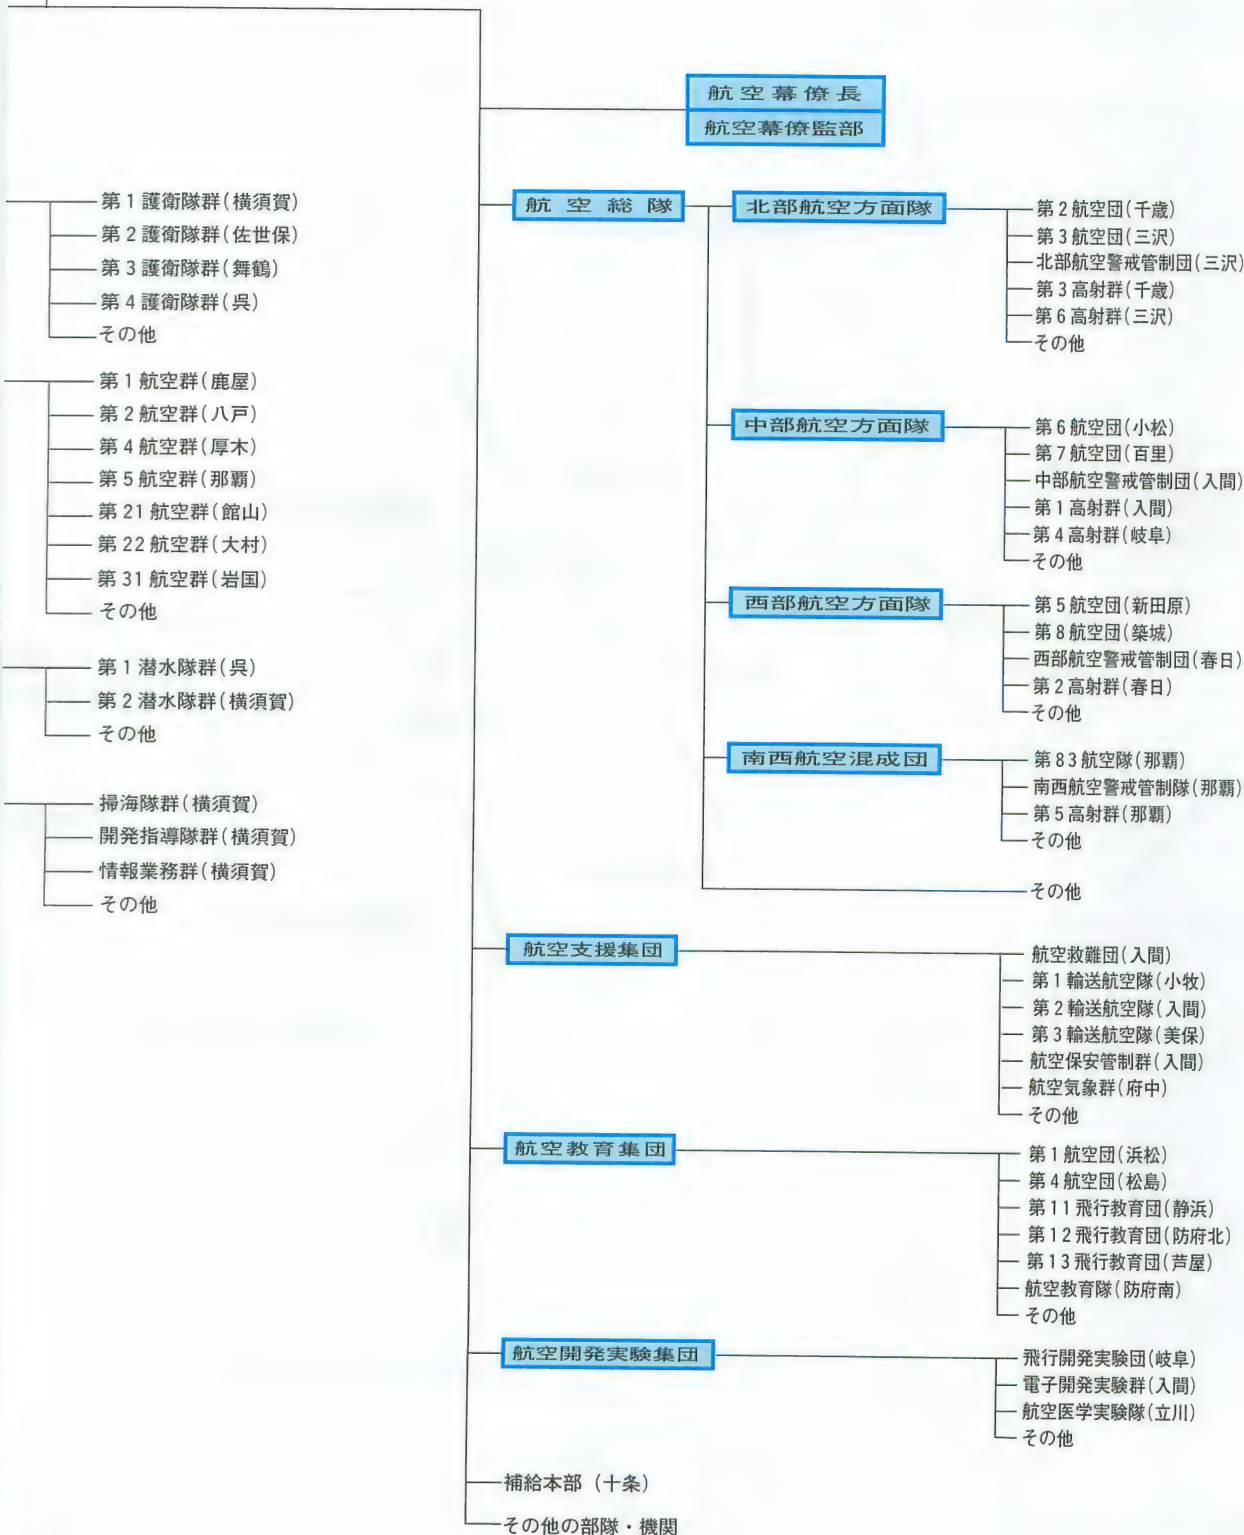 第1護衛隊群(横須賀)
第2護衛隊群(佐世保)
第3護衛隊群(舞鶴)
第4護衛隊群(呉)
その他
第1航空群(鹿屋)
第2航空群(八戸)
第4航空群(厚木)
第5航空群(那覇)
第21航空群(館山)
第22航空群(大村)
第31航空群(岩国)
その他
第1潜水隊群(呉)
第2潜水隊群(横須賀)
その他
掃海隊群(横須賀)
開発指導隊群(横須賀)
情報業務群(横須賀)
その他
航空幕僚長
航空幕僚監部
航空総隊
北部航空方面隊
第2航空団(千歳)
第3航空団(三沢)
北部航空警戒管制団(三沢)
第3高射群(千歳)
第6高射群(三沢)
その他
中部航空方面隊
第6航空団(小松)
第7航空団(百里)
中部航空警戒管制団(入間)
第1高射群(入間)
第4高射群(岐阜)
その他
西部航空方面隊
第5航空団(新田原)
第8航空団(築城)
西部航空警戒管制団(春日)
第2高射群(春日)
その他
南西航空混成団
第83航空隊(那覇)
南西航空警戒管制隊(那覇)
第5高射群(那覇)
その他
その他
航空支援集団
航空救難団(入間)
第1輸送航空隊(小牧)
第2輸送航空隊(入間)
第3輸送航空隊(美保)
航空保安管制群(入間)
航空気象群(府中)
その他
航空教育集団
第1航空団(浜松)
第4航空団(松島)
第11飛行教育団(静浜)
第12飛行教育団(防府北)
第13飛行教育団(芦屋)
航空教育隊(防府南)
その他
航空開発実験集団
飛行開発実験団(岐阜)
電子開発実験群(入間)
航空医学実験隊(立川)
その他
補給本部(十条)
その他の部隊・機関